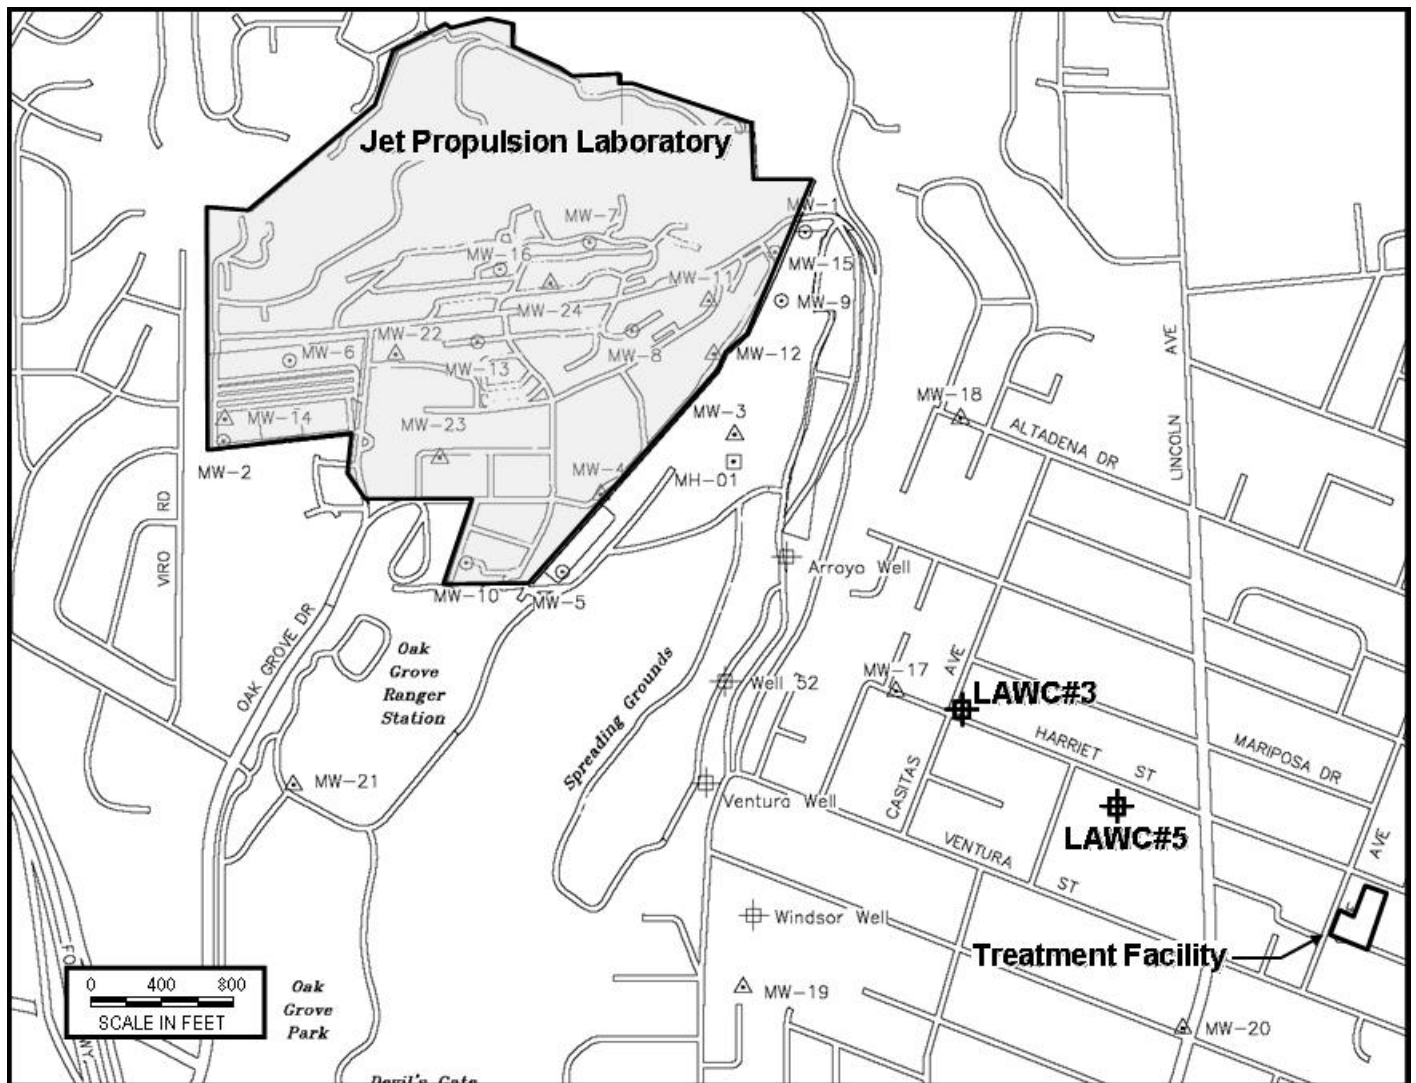 Jet Propulsion Laboratory
MW-7
MW-1
MW-16
MW-15
MW-11
MW-9
MW-24
MW-22
MW-6
MW-13
MW-8
MW-12
MW-14
MW-23
MW-3
MW-18
ALTADENA DR
LINCOLN AVE
MW-2
MW-4
MH-01
VIRO RD
Arroyo Well
MW-10
MW-5
OAK GROVE DR
Oak
Grove
Ranger
Station
Spreading Grounds
Well 52
MW-17
CASITAS AVE
LAWC#3
HARRIET ST
MARIPOSA DR
MW-21
Ventura Well
LAWC#5
VENTURA ST
AVE
Windsor Well
Treatment Facility
0 400 800
SCALE IN FEET
Oak
Grove
Park
MW-19
MW-20
Devil's Gate